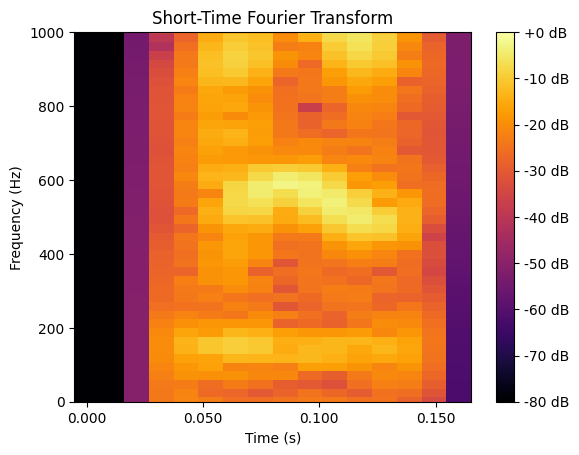 Short-Time Fourier Transform
1000
800
600
400
200
0
Frequency (Hz)
0.000
0.050
0.100
0.150
Time (s)
+0 dB
-10 dB
-20 dB
-30 dB
-40 dB
-50 dB
-60 dB
-70 dB
-80 dB